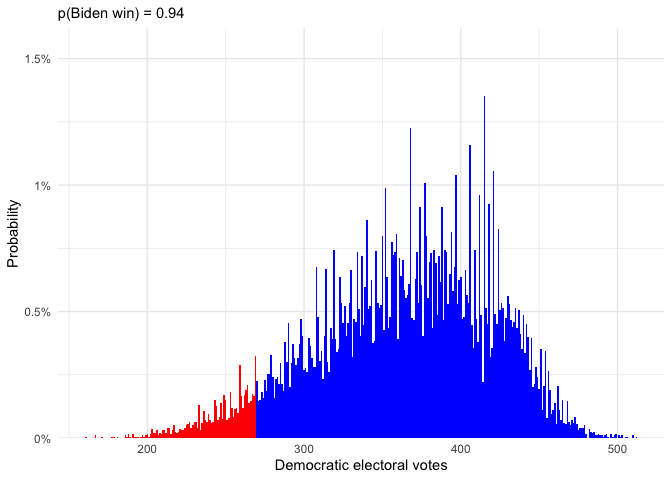 p(Biden win) = 0.94
1.5%
1%
0.5%
0%
Probability
200
300
400
500
Democratic electoral votes